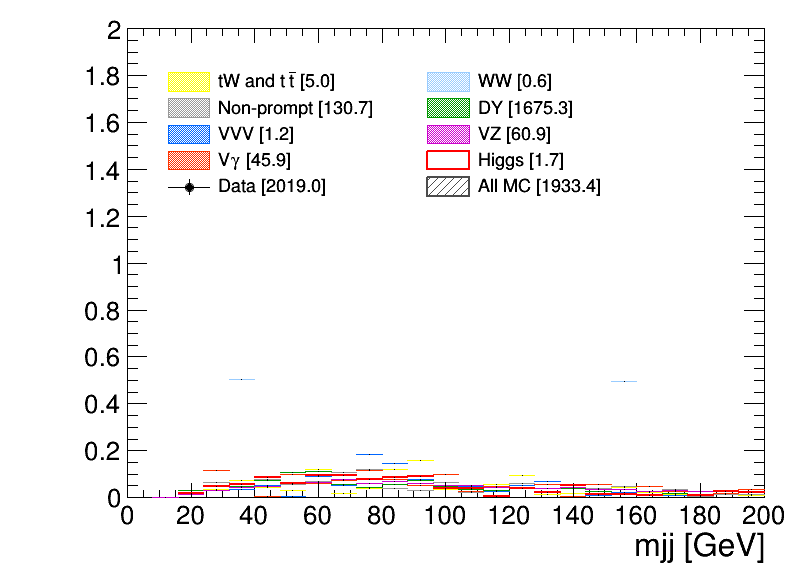 2
1.8
1.6
1.4
1.2
1
0.8
0.6
0.4
0.2
0
tW and t t̄ [5.0]
WW [0.6]
Non-prompt [130.7]
DY [1675.3]
VVV [1.2]
VZ [60.9]
Vγ [45.9]
Higgs [1.7]
Data [2019.0]
All MC [1933.4]
0 20 40 60 80 100 120 140 160 180 200
mjj [GeV]